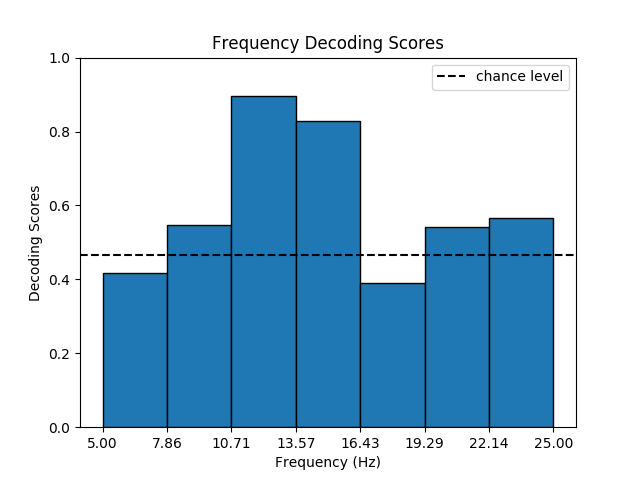 Frequency Decoding Scores
chance level
1.0
0.8
0.6
0.4
0.2
0.0
Decoding Scores
5.00 7.86 10.71 13.57 16.43 19.29 22.14 25.00
Frequency (Hz)